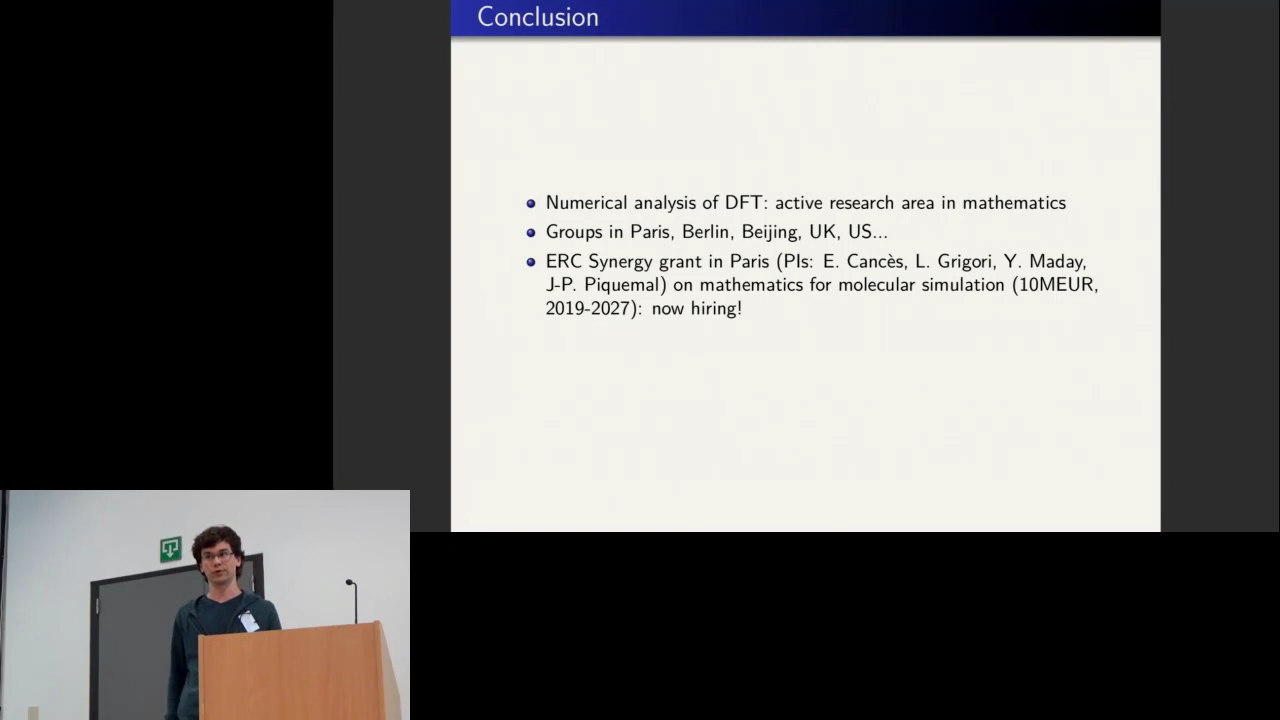 Conclusion
Numerical analysis of DFT: active research area in mathematics
Groups in Paris, Berlin, Beijing, UK, US...
ERC Synergy grant in Paris (PIs: E. Cancès, L. Grigori, Y. Maday,
J-P. Piquemal) on mathematics for molecular simulation (10MEUR,
2019-2027): now hiring!